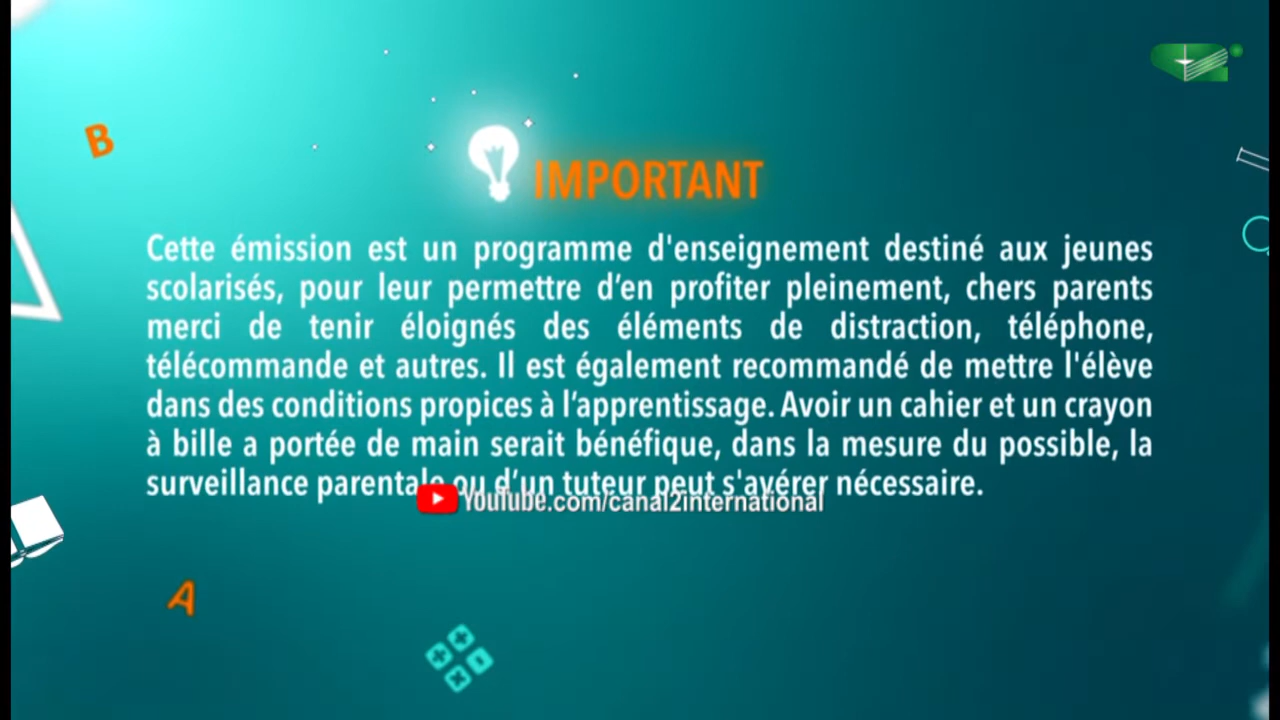 B
IMPORTANT
Cette émission est un programme d'enseignement destiné aux jeunes
scolarisés, pour leur permettre d’en profiter pleinement, chers parents
merci de tenir éloignés des éléments de distraction, téléphone,
télécommande et autres. Il est également recommandé de mettre l'élève
dans des conditions propices à l’apprentissage. Avoir un cahier et un crayon
à bille a portée de main serait bénéfique, dans la mesure du possible, la
surveillance parentale ou d’un tuteur peut s'avérer nécessaire.
YouTube.com/canal2international
A